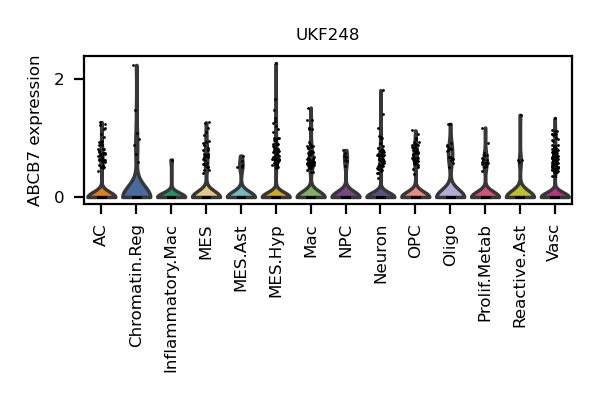 UKF248
ABCB7 expression
2
0
AC
Chromatin.Reg
Inflammatory.Mac
MES
MES.Ast
MES.Hyp
Mac
NPC
Neuron
OPC
Oligo
Prolif.Metab
Reactive.Ast
Vasc